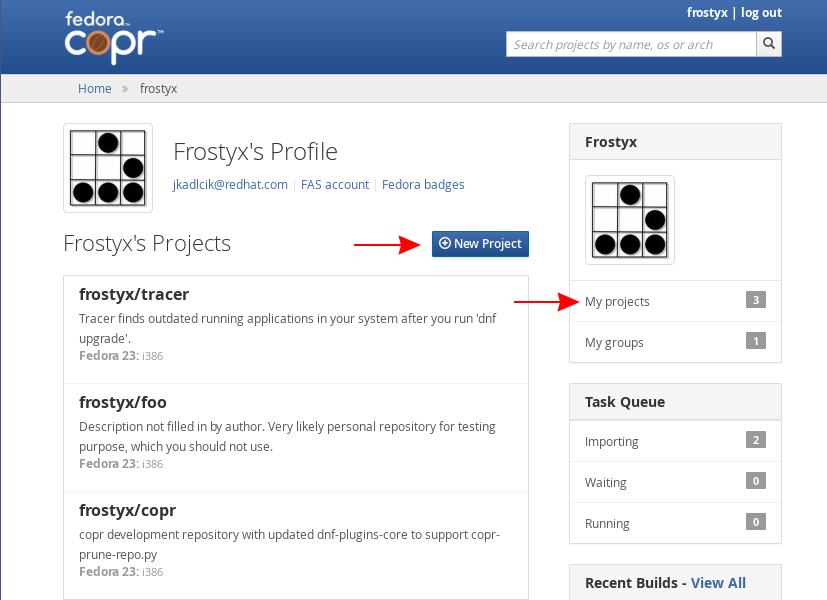 fedora™
copr™
frostyx | log out
Search projects by name, os or arch
Home » frostyx
Frostyx's Profile
jkadlcik@redhat.com | FAS account | Fedora badges
Frostyx's Projects
New Project
frostyx/tracer
Tracer finds outdated running applications in your system after you run 'dnf
upgrade'.
Fedora 23: i386
frostyx/foo
Description not filled in by author. Very likely personal repository for testing
purpose, which you should not use.
Fedora 23: i386
frostyx/copr
copr development repository with updated dnf-plugins-core to support copr-
prune-repo.py
Fedora 23: i386
Frostyx
My projects 3
My groups 1
Task Queue
Importing 2
Waiting 0
Running 0
Recent Builds - View All